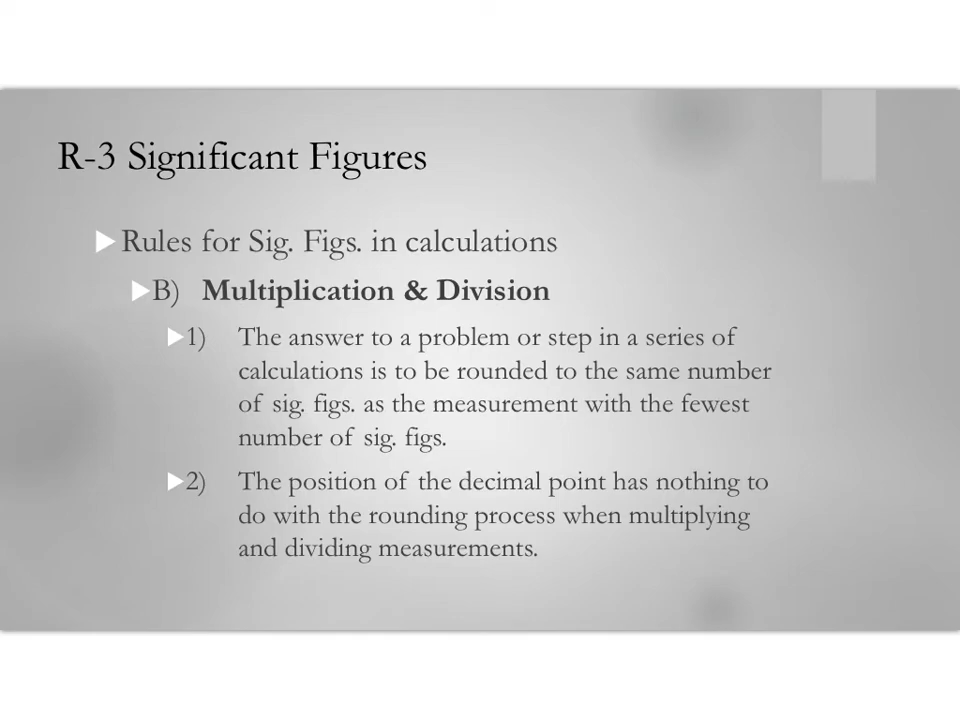 R-3 Significant Figures
Rules for Sig. Figs. in calculations
B) Multiplication & Division
1) The answer to a problem or step in a series of
calculations is to be rounded to the same number
of sig. figs. as the measurement with the fewest
number of sig. figs.
2) The position of the decimal point has nothing to
do with the rounding process when multiplying
and dividing measurements.